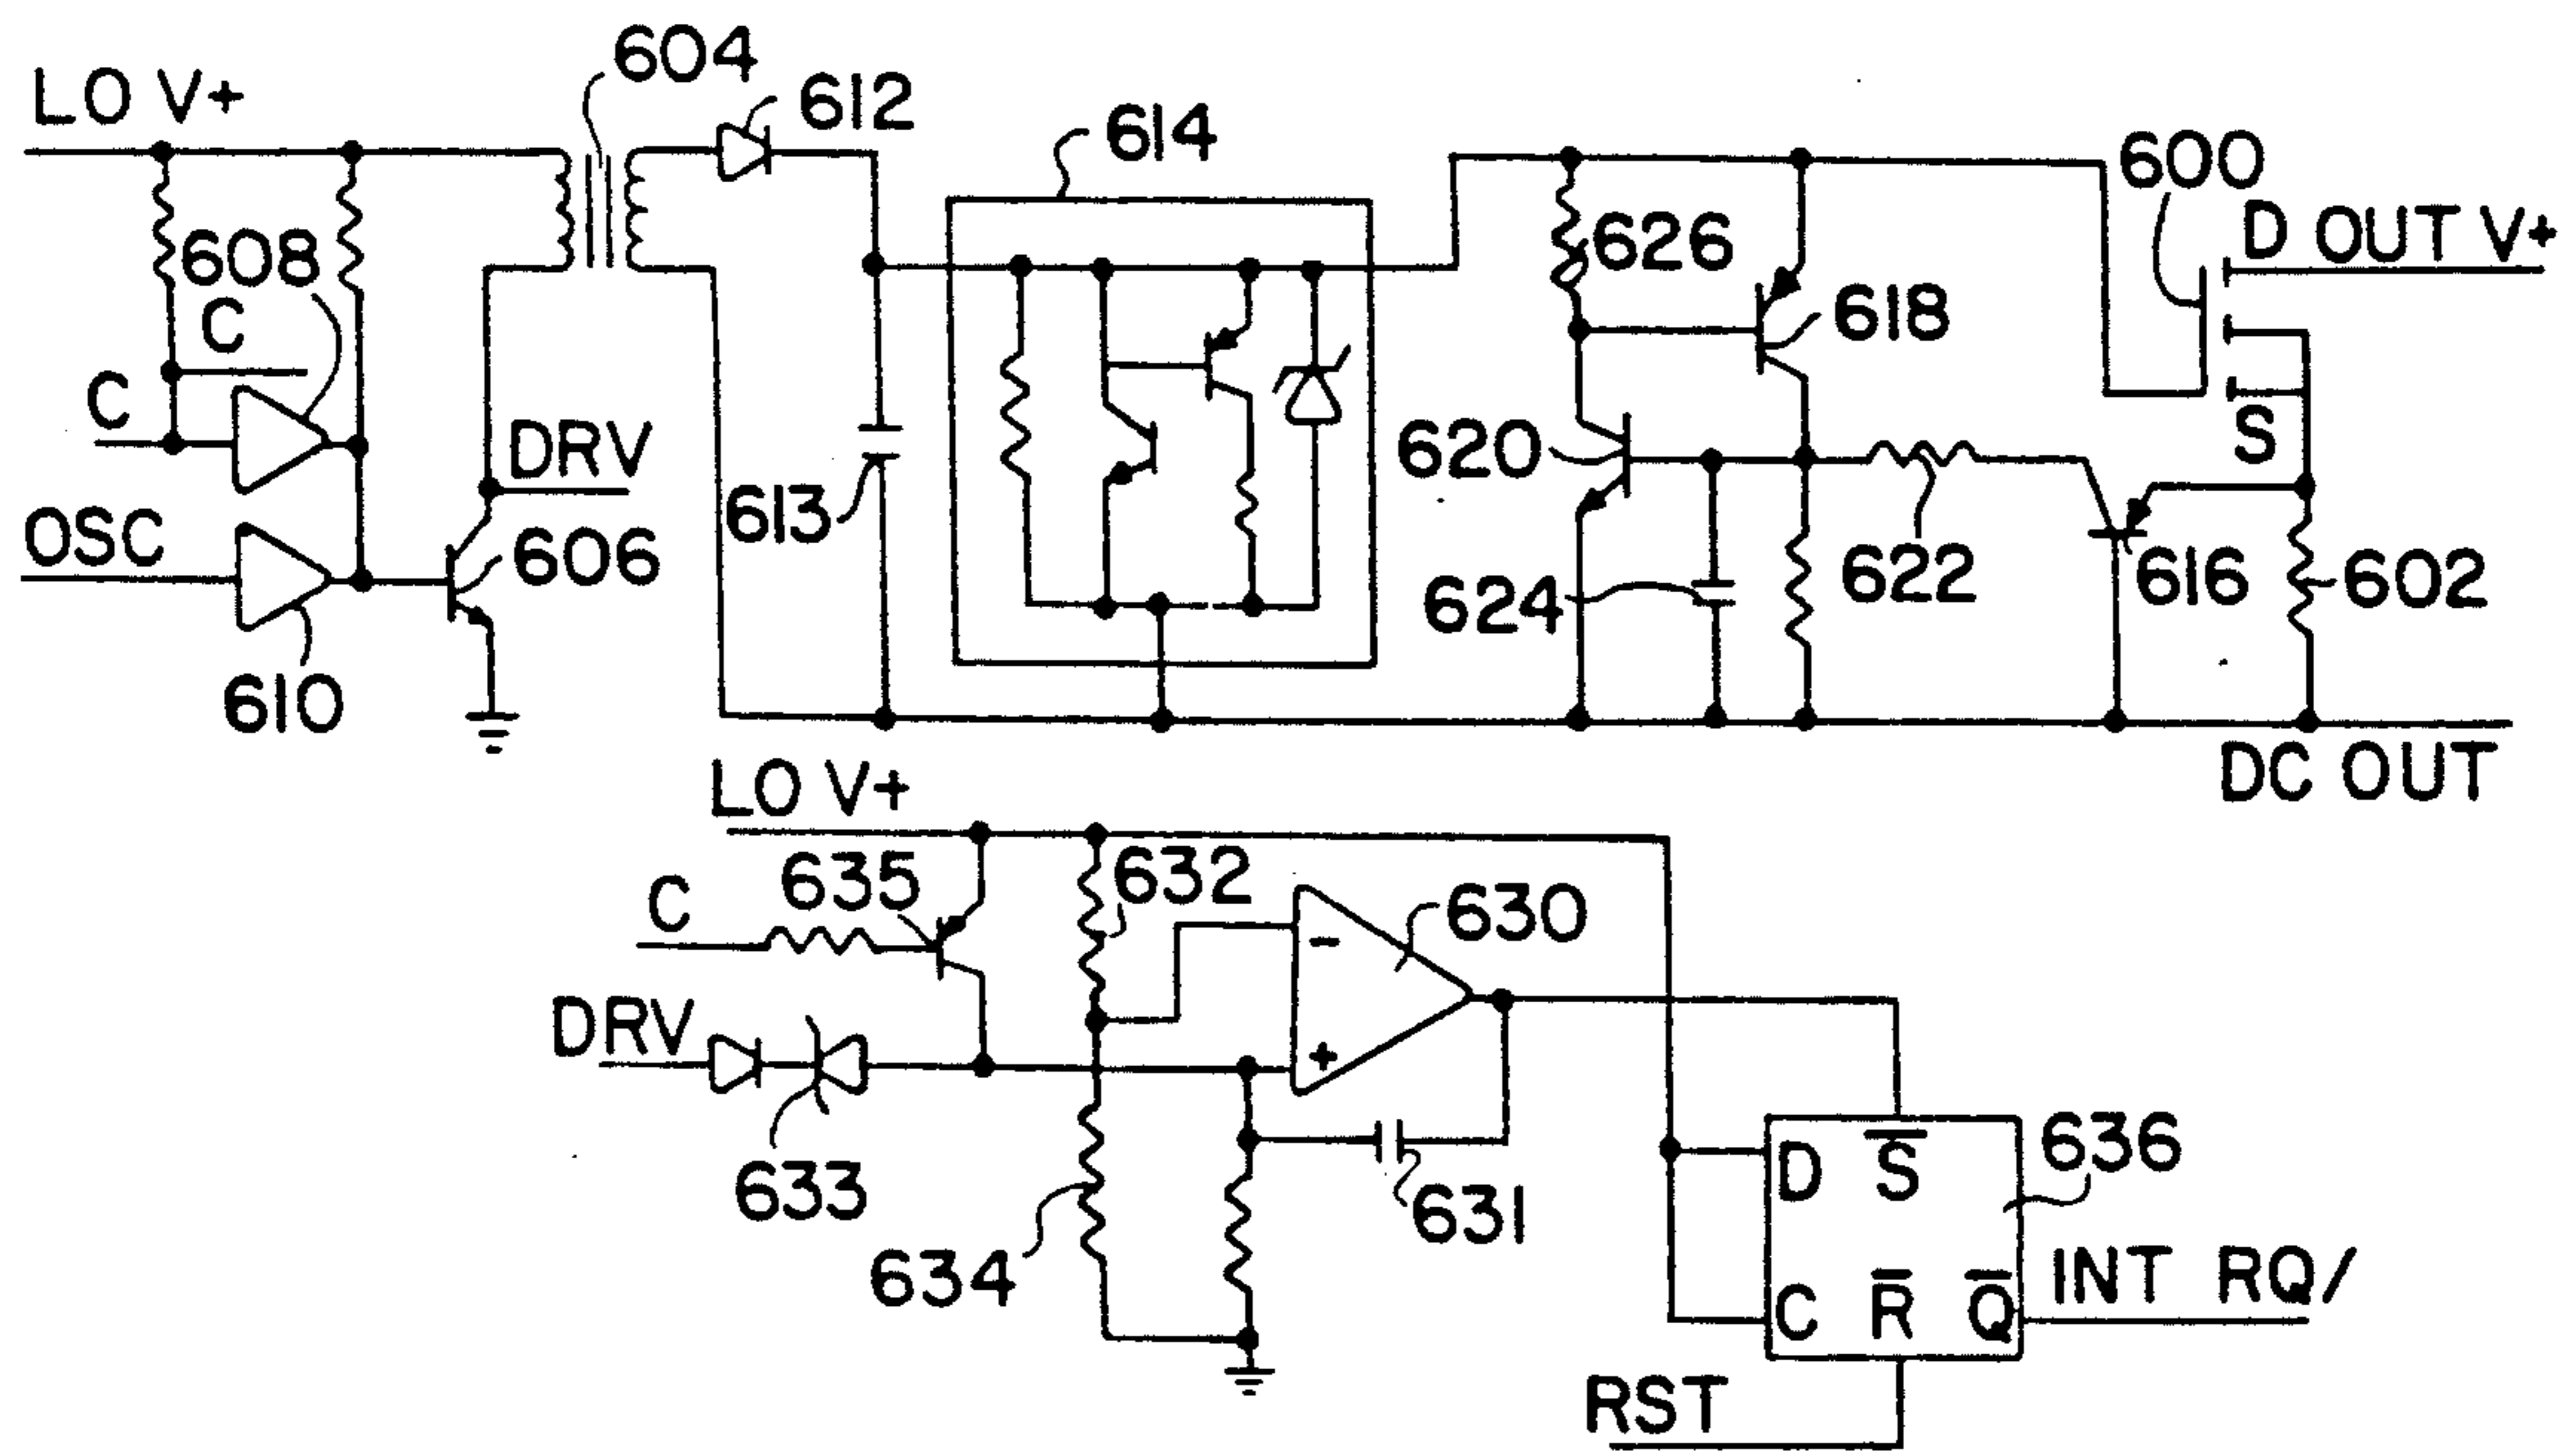 LO V+
604
612
614
600
D OUT V+
626
608
C
618
C
DRV
620
S
OSC
613
606
624
622
616
602
610
LO V+
DC OUT
C
635
632
630
-
DRV
+
633
634
631
D S̅
636
C R̅ Q̅
INT RQ/
RST